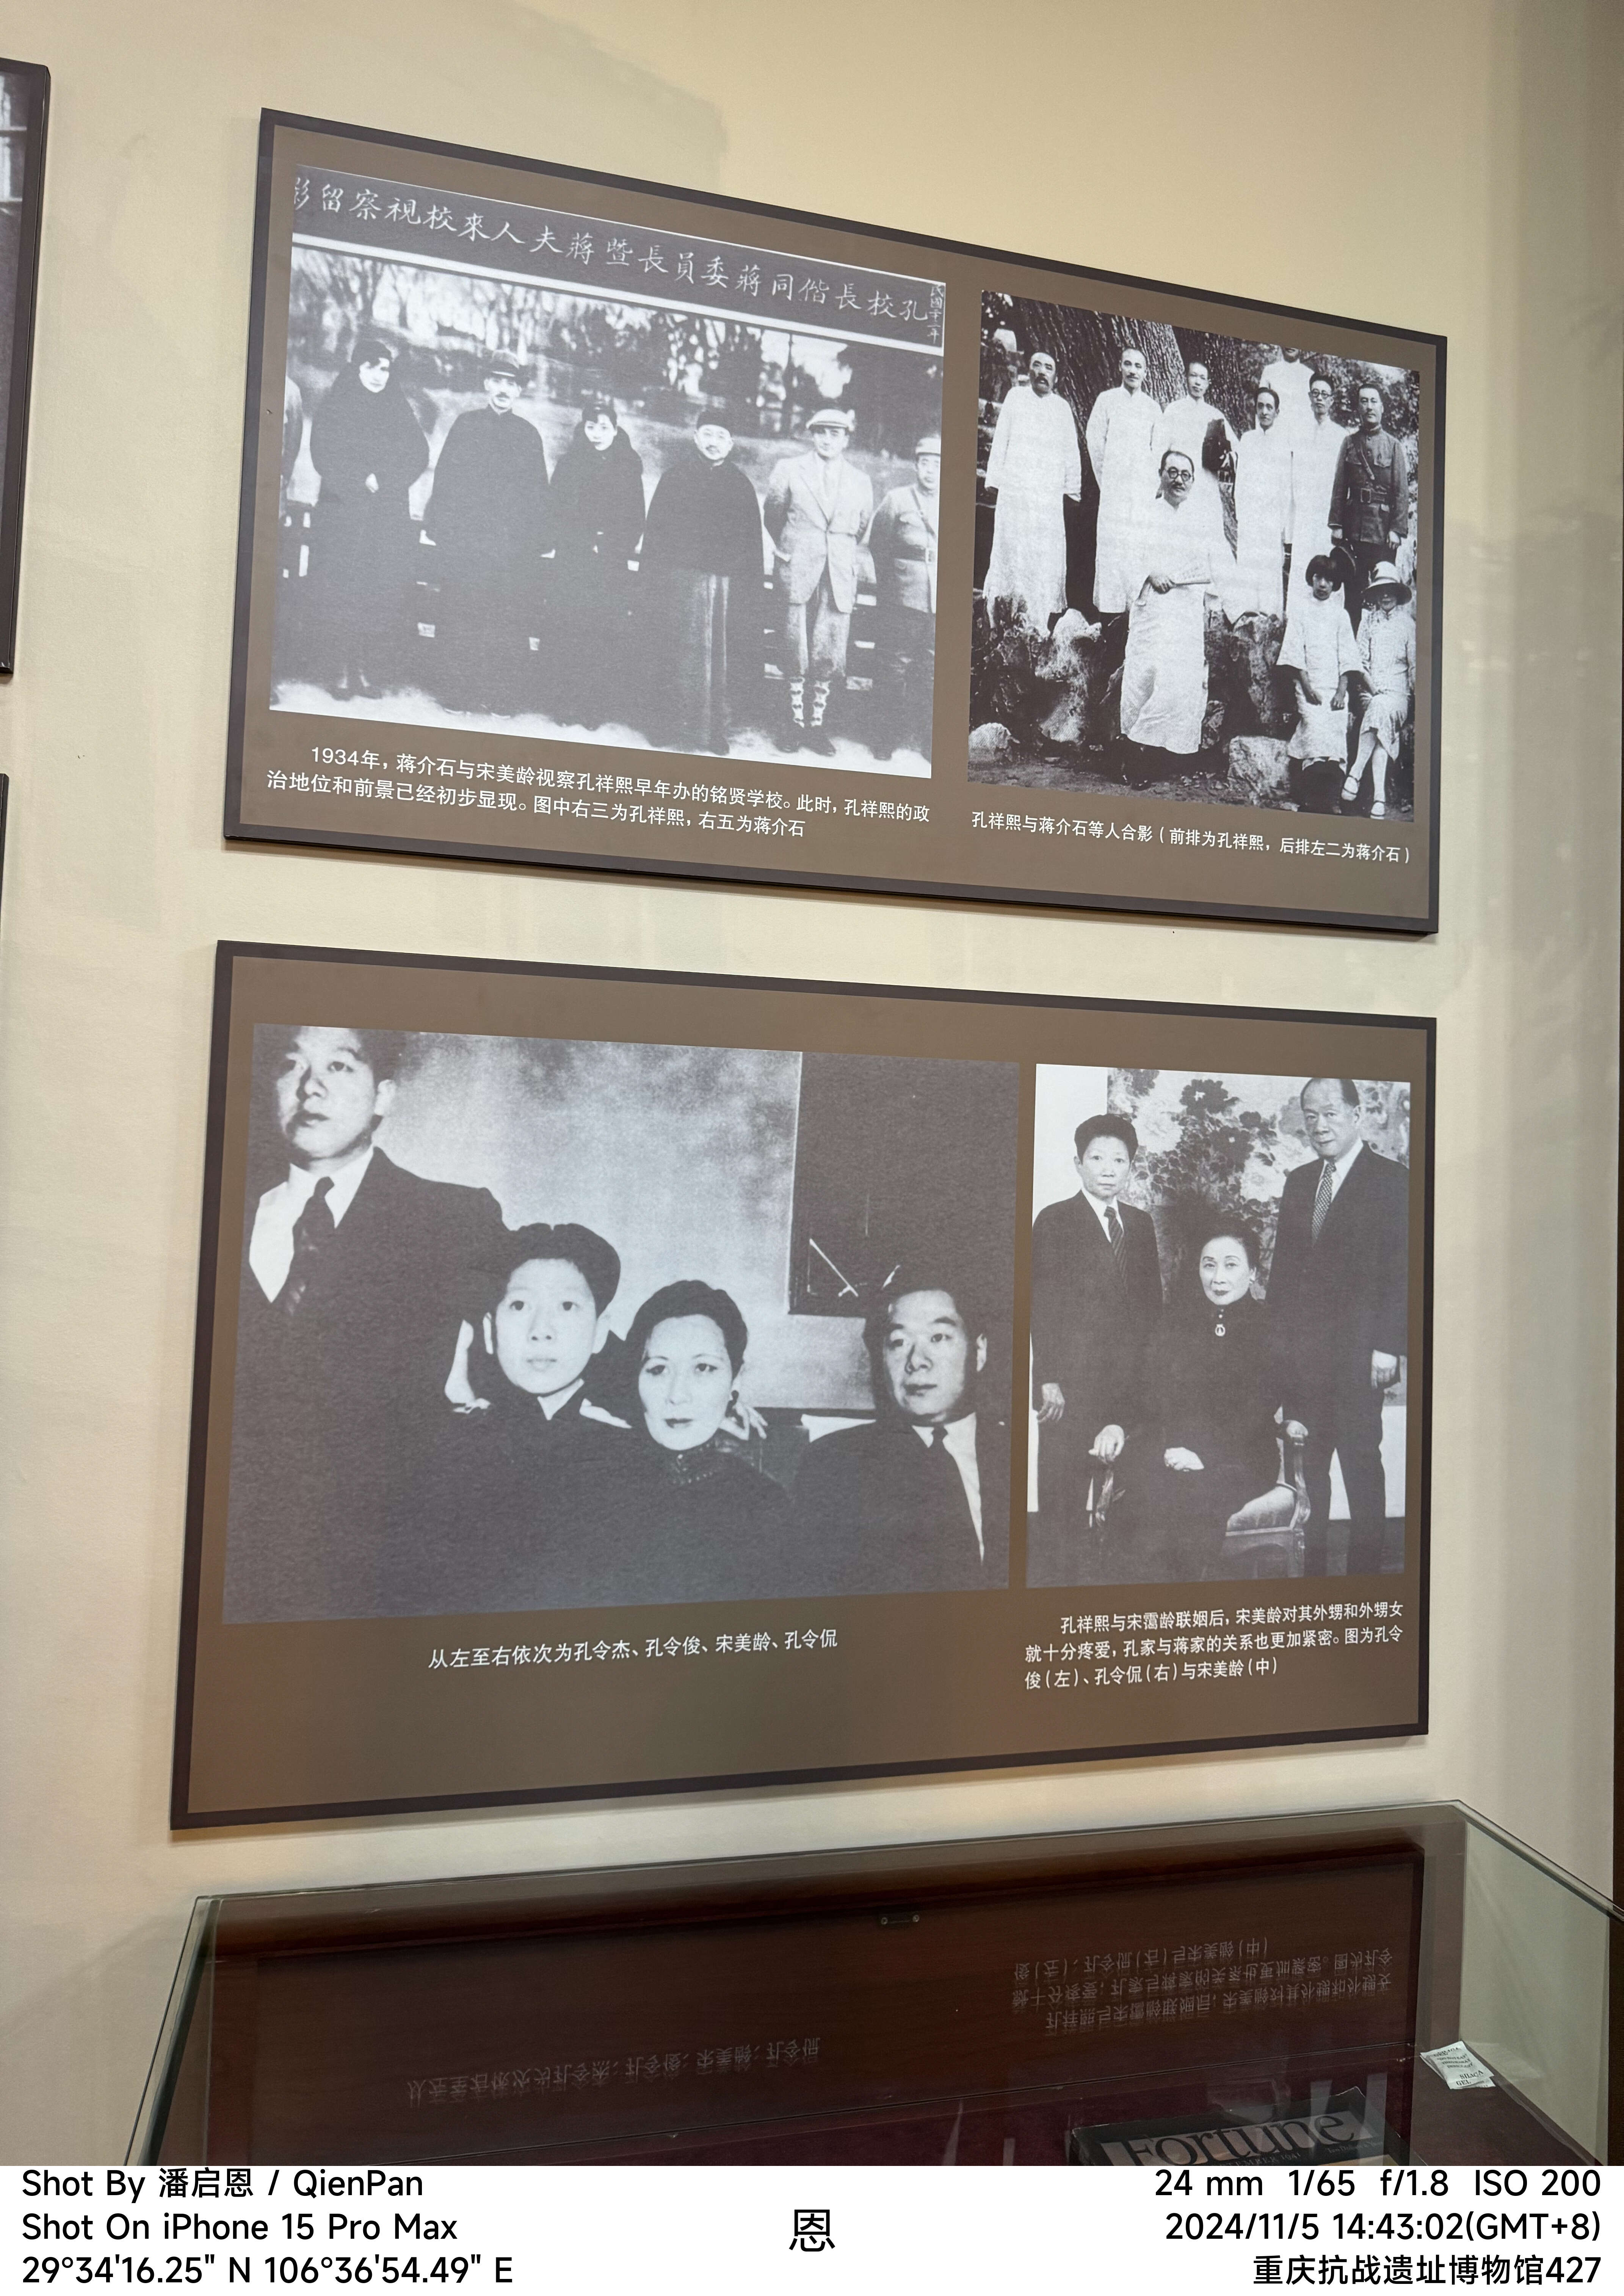 孔校長偕同蔣委員長暨蔣夫人來校視察留影
民國二十二年
1934年，蒋介石与宋美龄视察孔祥熙早年办的铭贤学校。此时，孔祥熙的政
治地位和前景已经初步显现。图中右三为孔祥熙，右五为蒋介石
孔祥熙与蒋介石等人合影（前排为孔祥熙，后排左二为蒋介石）
从左至右依次为孔令杰、孔令俊、宋美龄、孔令侃
孔祥熙与宋霭龄联姻后，宋美龄对其外甥和外甥女
就十分疼爱，孔家与蒋家的关系也更加紧密。图为孔令
俊（左）、孔令侃（右）与宋美龄（中）
SILICA
GEL
Fortune
Shot By 潘启恩 / QienPan
Shot On iPhone 15 Pro Max
29°34'16.25" N 106°36'54.49" E
恩
24 mm 1/65 f/1.8 ISO 200
2024/11/5 14:43:02(GMT+8)
重庆抗战遗址博物馆427